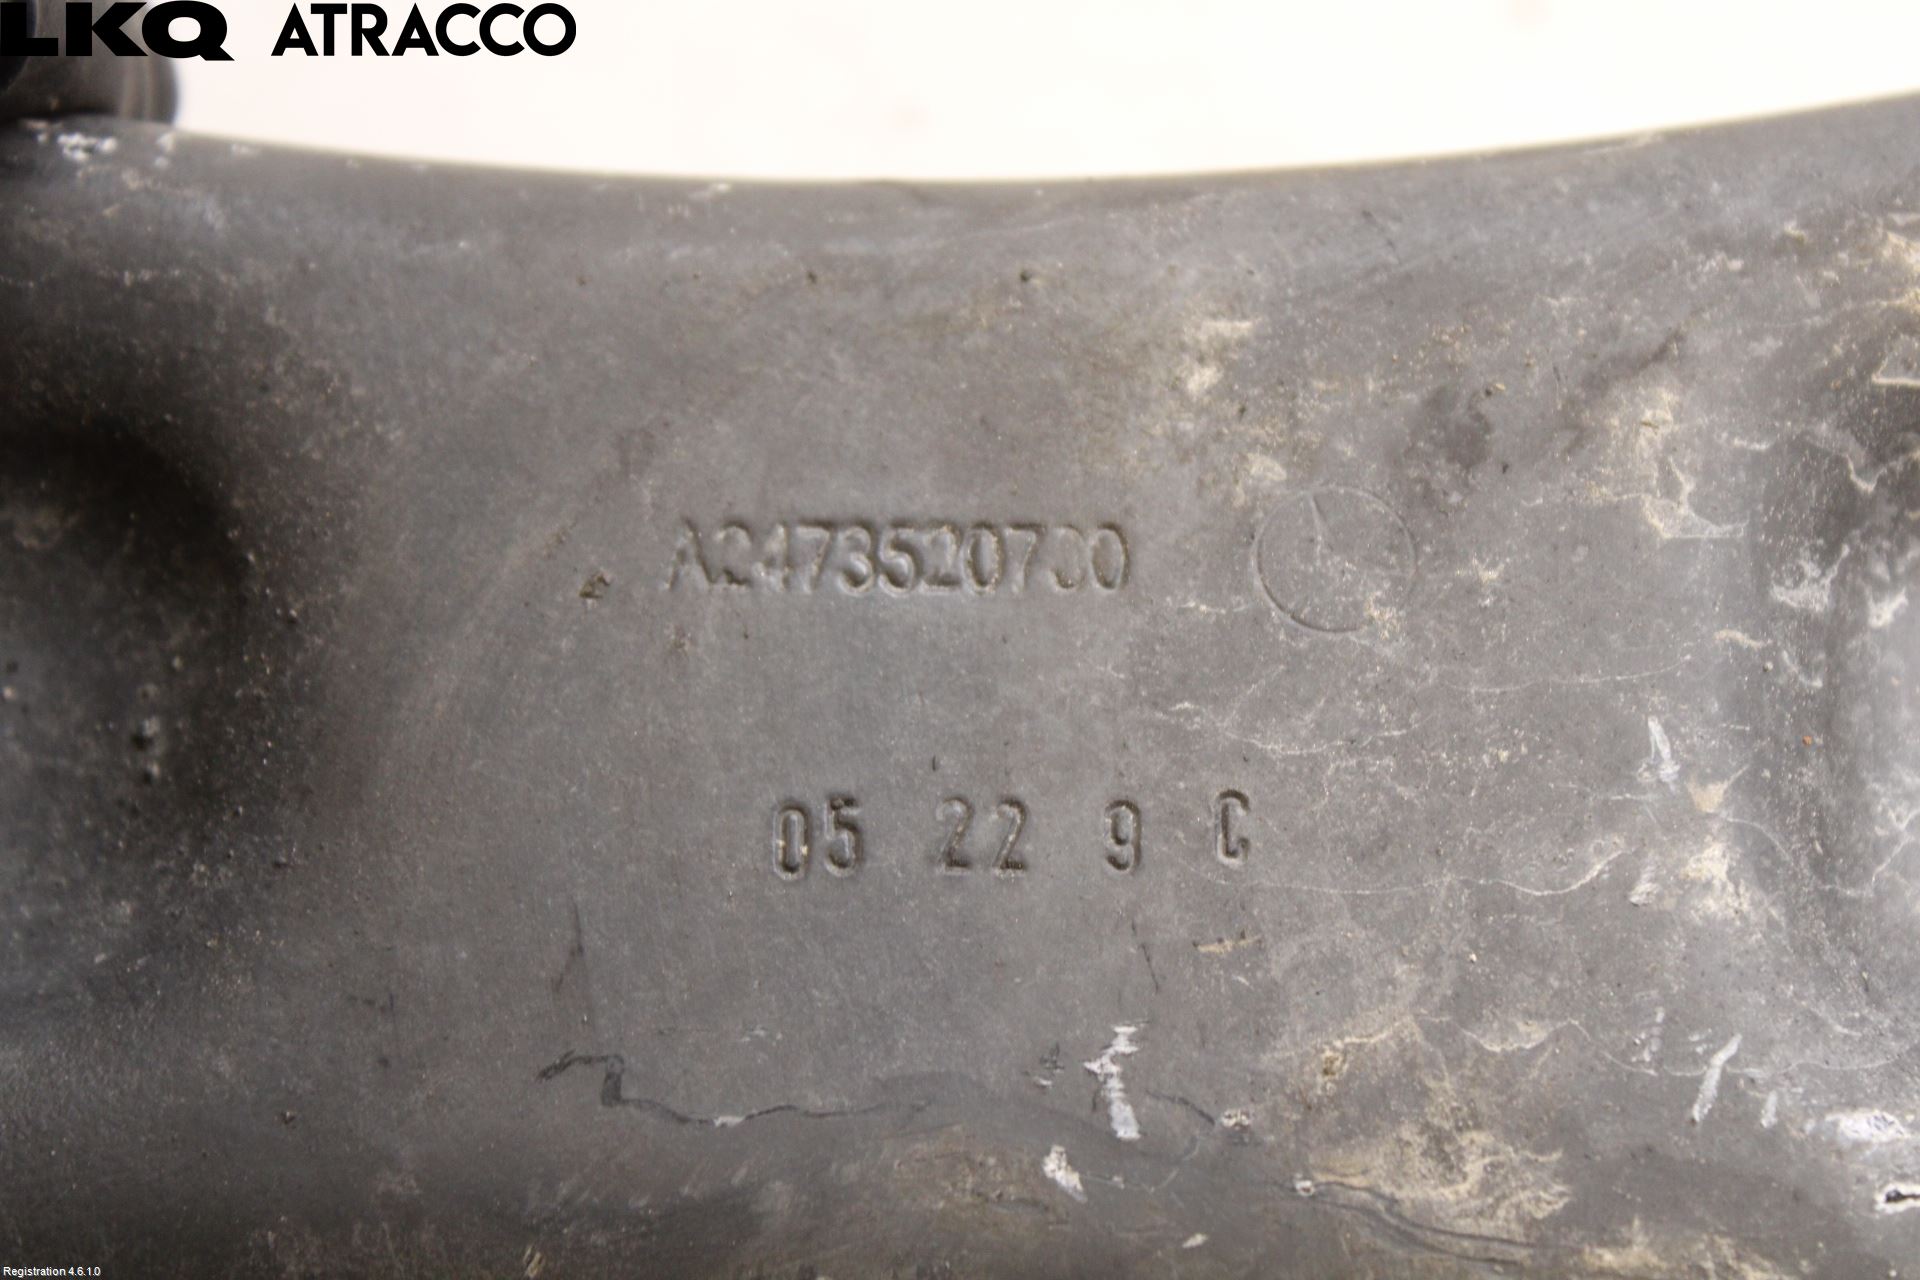 LKQ ATRACCO
A2473520700
05 22 9 C
Registration 4.6.1.0